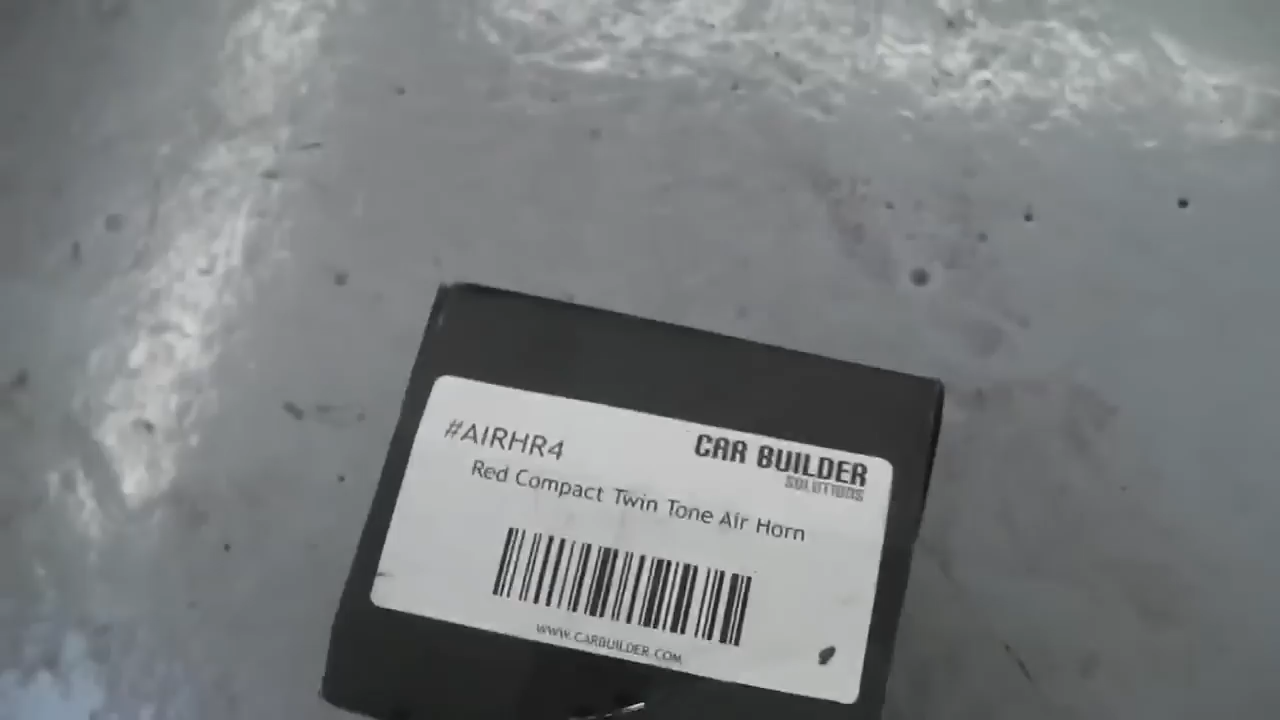 #AIRHR4
CAR BUILDER
SOLUTIONS
Red Compact Twin Tone Air Horn
WWW.CARBUILDER.COM